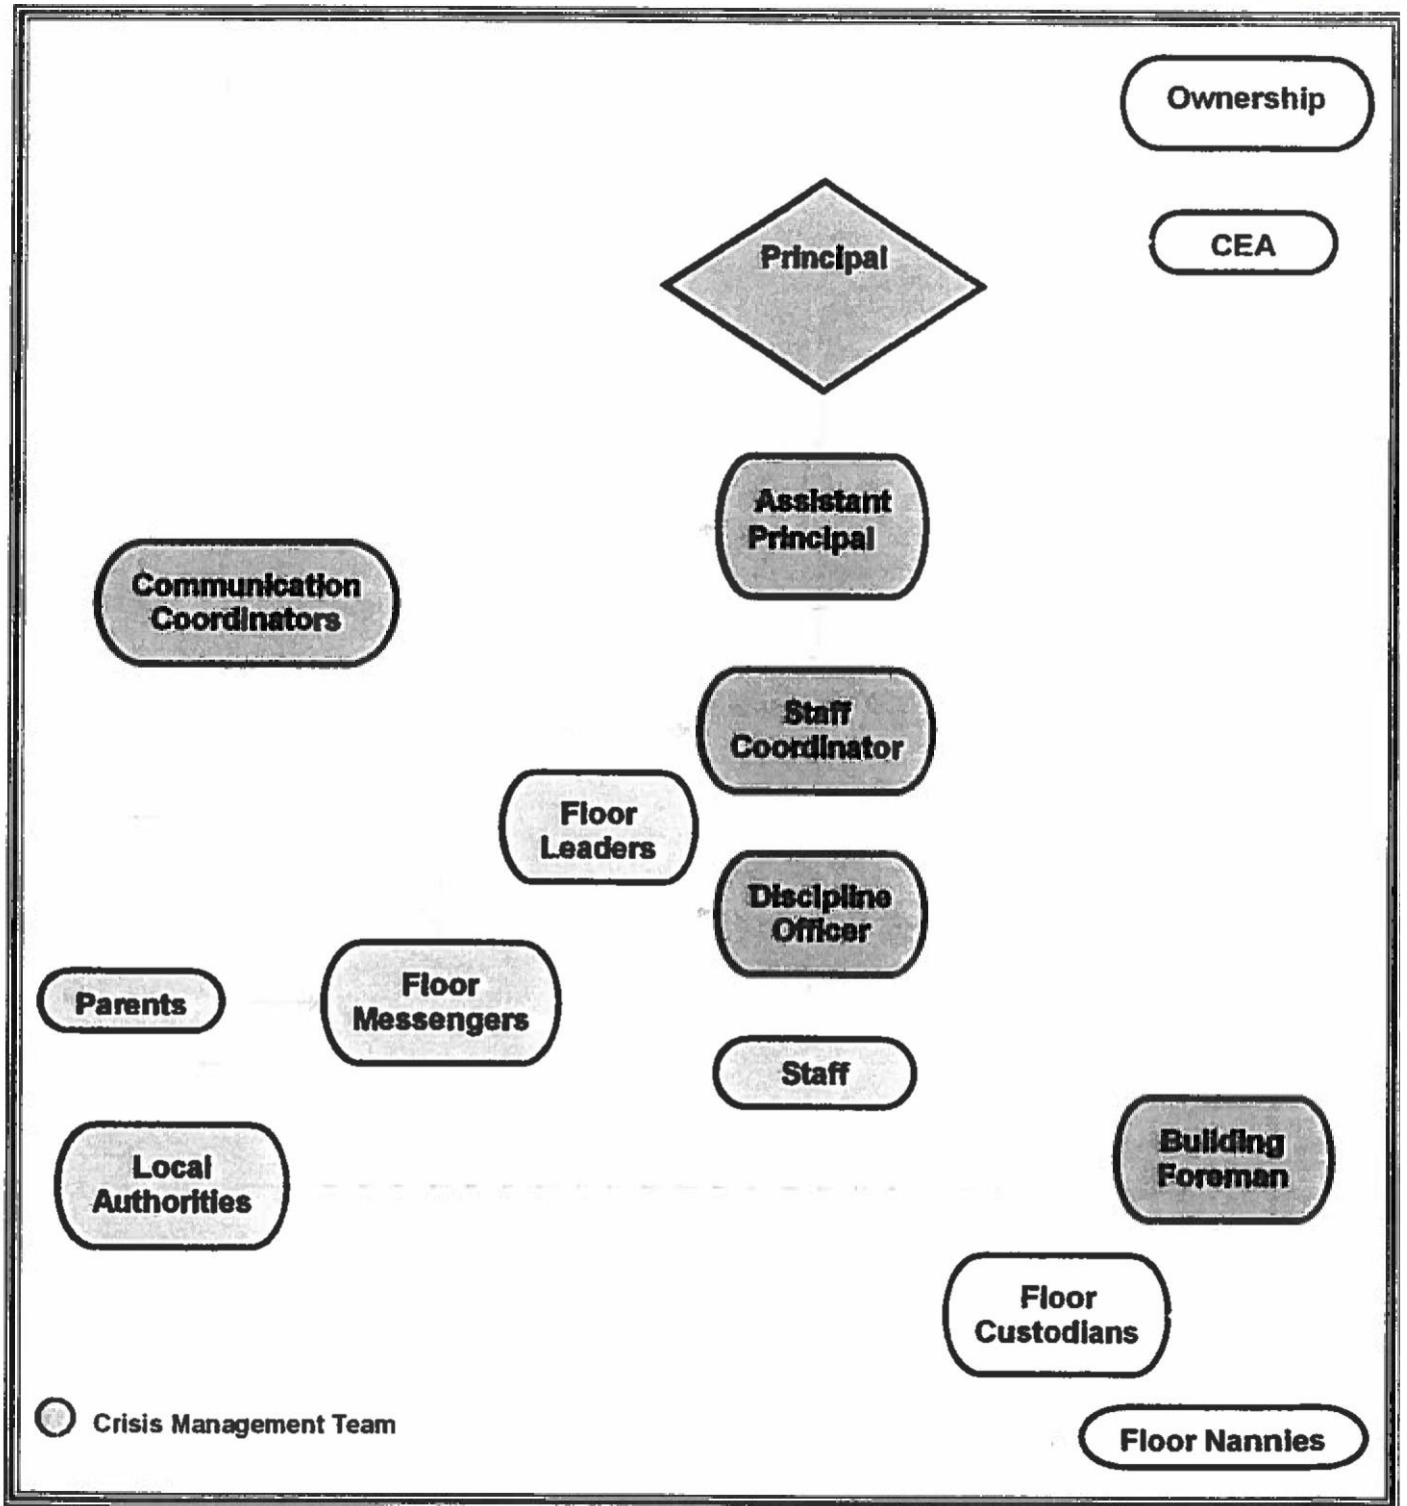 Ownership
CEA
Principal
Assistant
Principal
Communication
Coordinators
Staff
Coordinator
Floor
Leaders
Discipline
Officer
Parents
Floor
Messengers
Staff
Local
Authorities
Building
Foreman
Floor
Custodians
Crisis Management Team
Floor Nannies